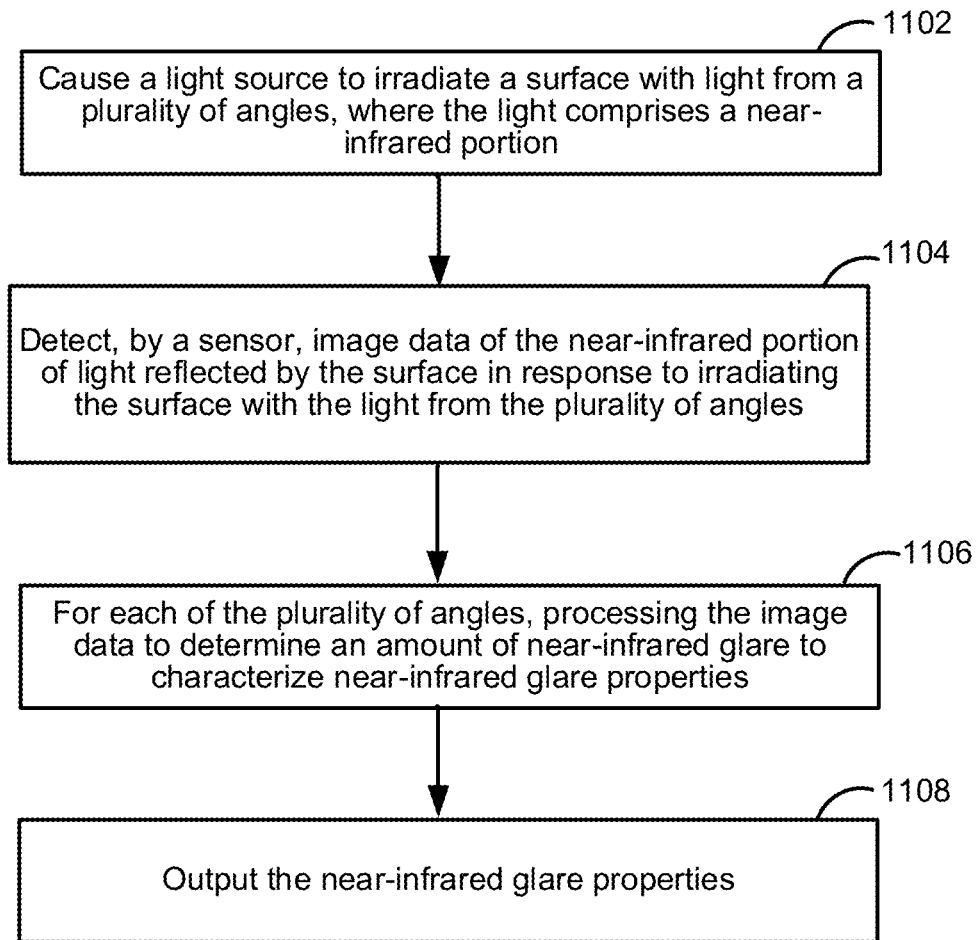 1102
Cause a light source to irradiate a surface with light from a
plurality of angles, where the light comprises a near-
infrared portion
1104
Detect, by a sensor, image data of the near-infrared portion
of light reflected by the surface in response to irradiating
the surface with the light from the plurality of angles
1106
For each of the plurality of angles, processing the image
data to determine an amount of near-infrared glare to
characterize near-infrared glare properties
1108
Output the near-infrared glare properties